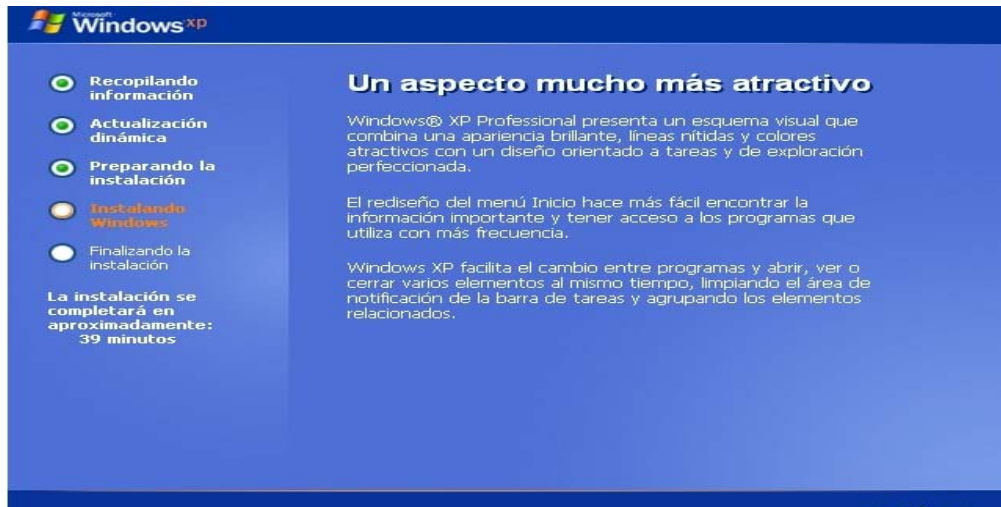 Microsoft
Windows xp
Recopilando
información
Actualización
dinámica
Preparando la
instalación
Instalando
Windows
Finalizando la
instalación
La instalación se
completará en
aproximadamente:
39 minutos
Un aspecto mucho más atractivo
Windows® XP Professional presenta un esquema visual que
combina una apariencia brillante, líneas nítidas y colores
atractivos con un diseño orientado a tareas y de exploración
perfeccionada.
El rediseño del menú Inicio hace más fácil encontrar la
información importante y tener acceso a los programas que
utiliza con más frecuencia.
Windows XP facilita el cambio entre programas y abrir, ver o
cerrar varios elementos al mismo tiempo, limpiando el área de
notificación de la barra de tareas y agrupando los elementos
relacionados.